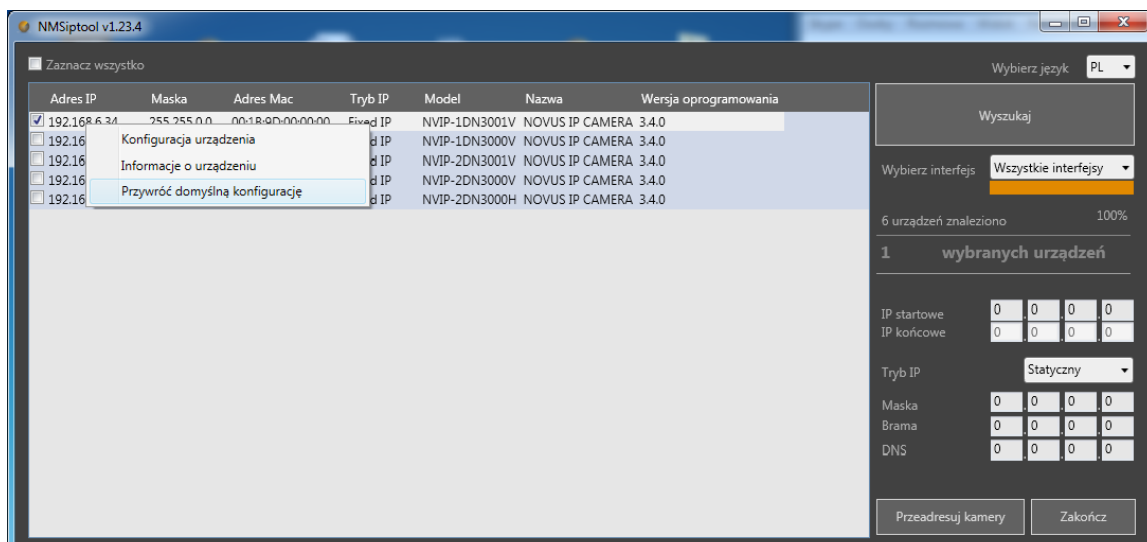 NMSiptool v1.23.4
Zaznacz wszystko
Wybierz język PL
Adres IP Maska Adres Mac Tryb IP Model Nazwa Wersja oprogramowania
192.168.6.34 255.255.0.0 00:1B:9D:00:00:00 Fixed IP NVIP-1DN3001V NOVUS IP CAMERA 3.4.0
192.16 d IP NVIP-1DN3000V NOVUS IP CAMERA 3.4.0
192.16 d IP NVIP-2DN3001V NOVUS IP CAMERA 3.4.0
192.16 d IP NVIP-2DN3000V NOVUS IP CAMERA 3.4.0
192.16 d IP NVIP-2DN3000H NOVUS IP CAMERA 3.4.0
Konfiguracja urządzenia
Informacje o urządzeniu
Przywróć domyślną konfigurację
Wyszukaj
Wybierz interfejs Wszystkie interfejsy
6 urządzeń znaleziono 100%
1 wybranych urządzeń
IP startowe 0 . 0 . 0 . 0
IP końcowe 0 . 0 . 0 . 0
Tryb IP Statyczny
Maska 0 . 0 . 0 . 0
Brama 0 . 0 . 0 . 0
DNS 0 . 0 . 0 . 0
Przeadresuj kamery Zakończ